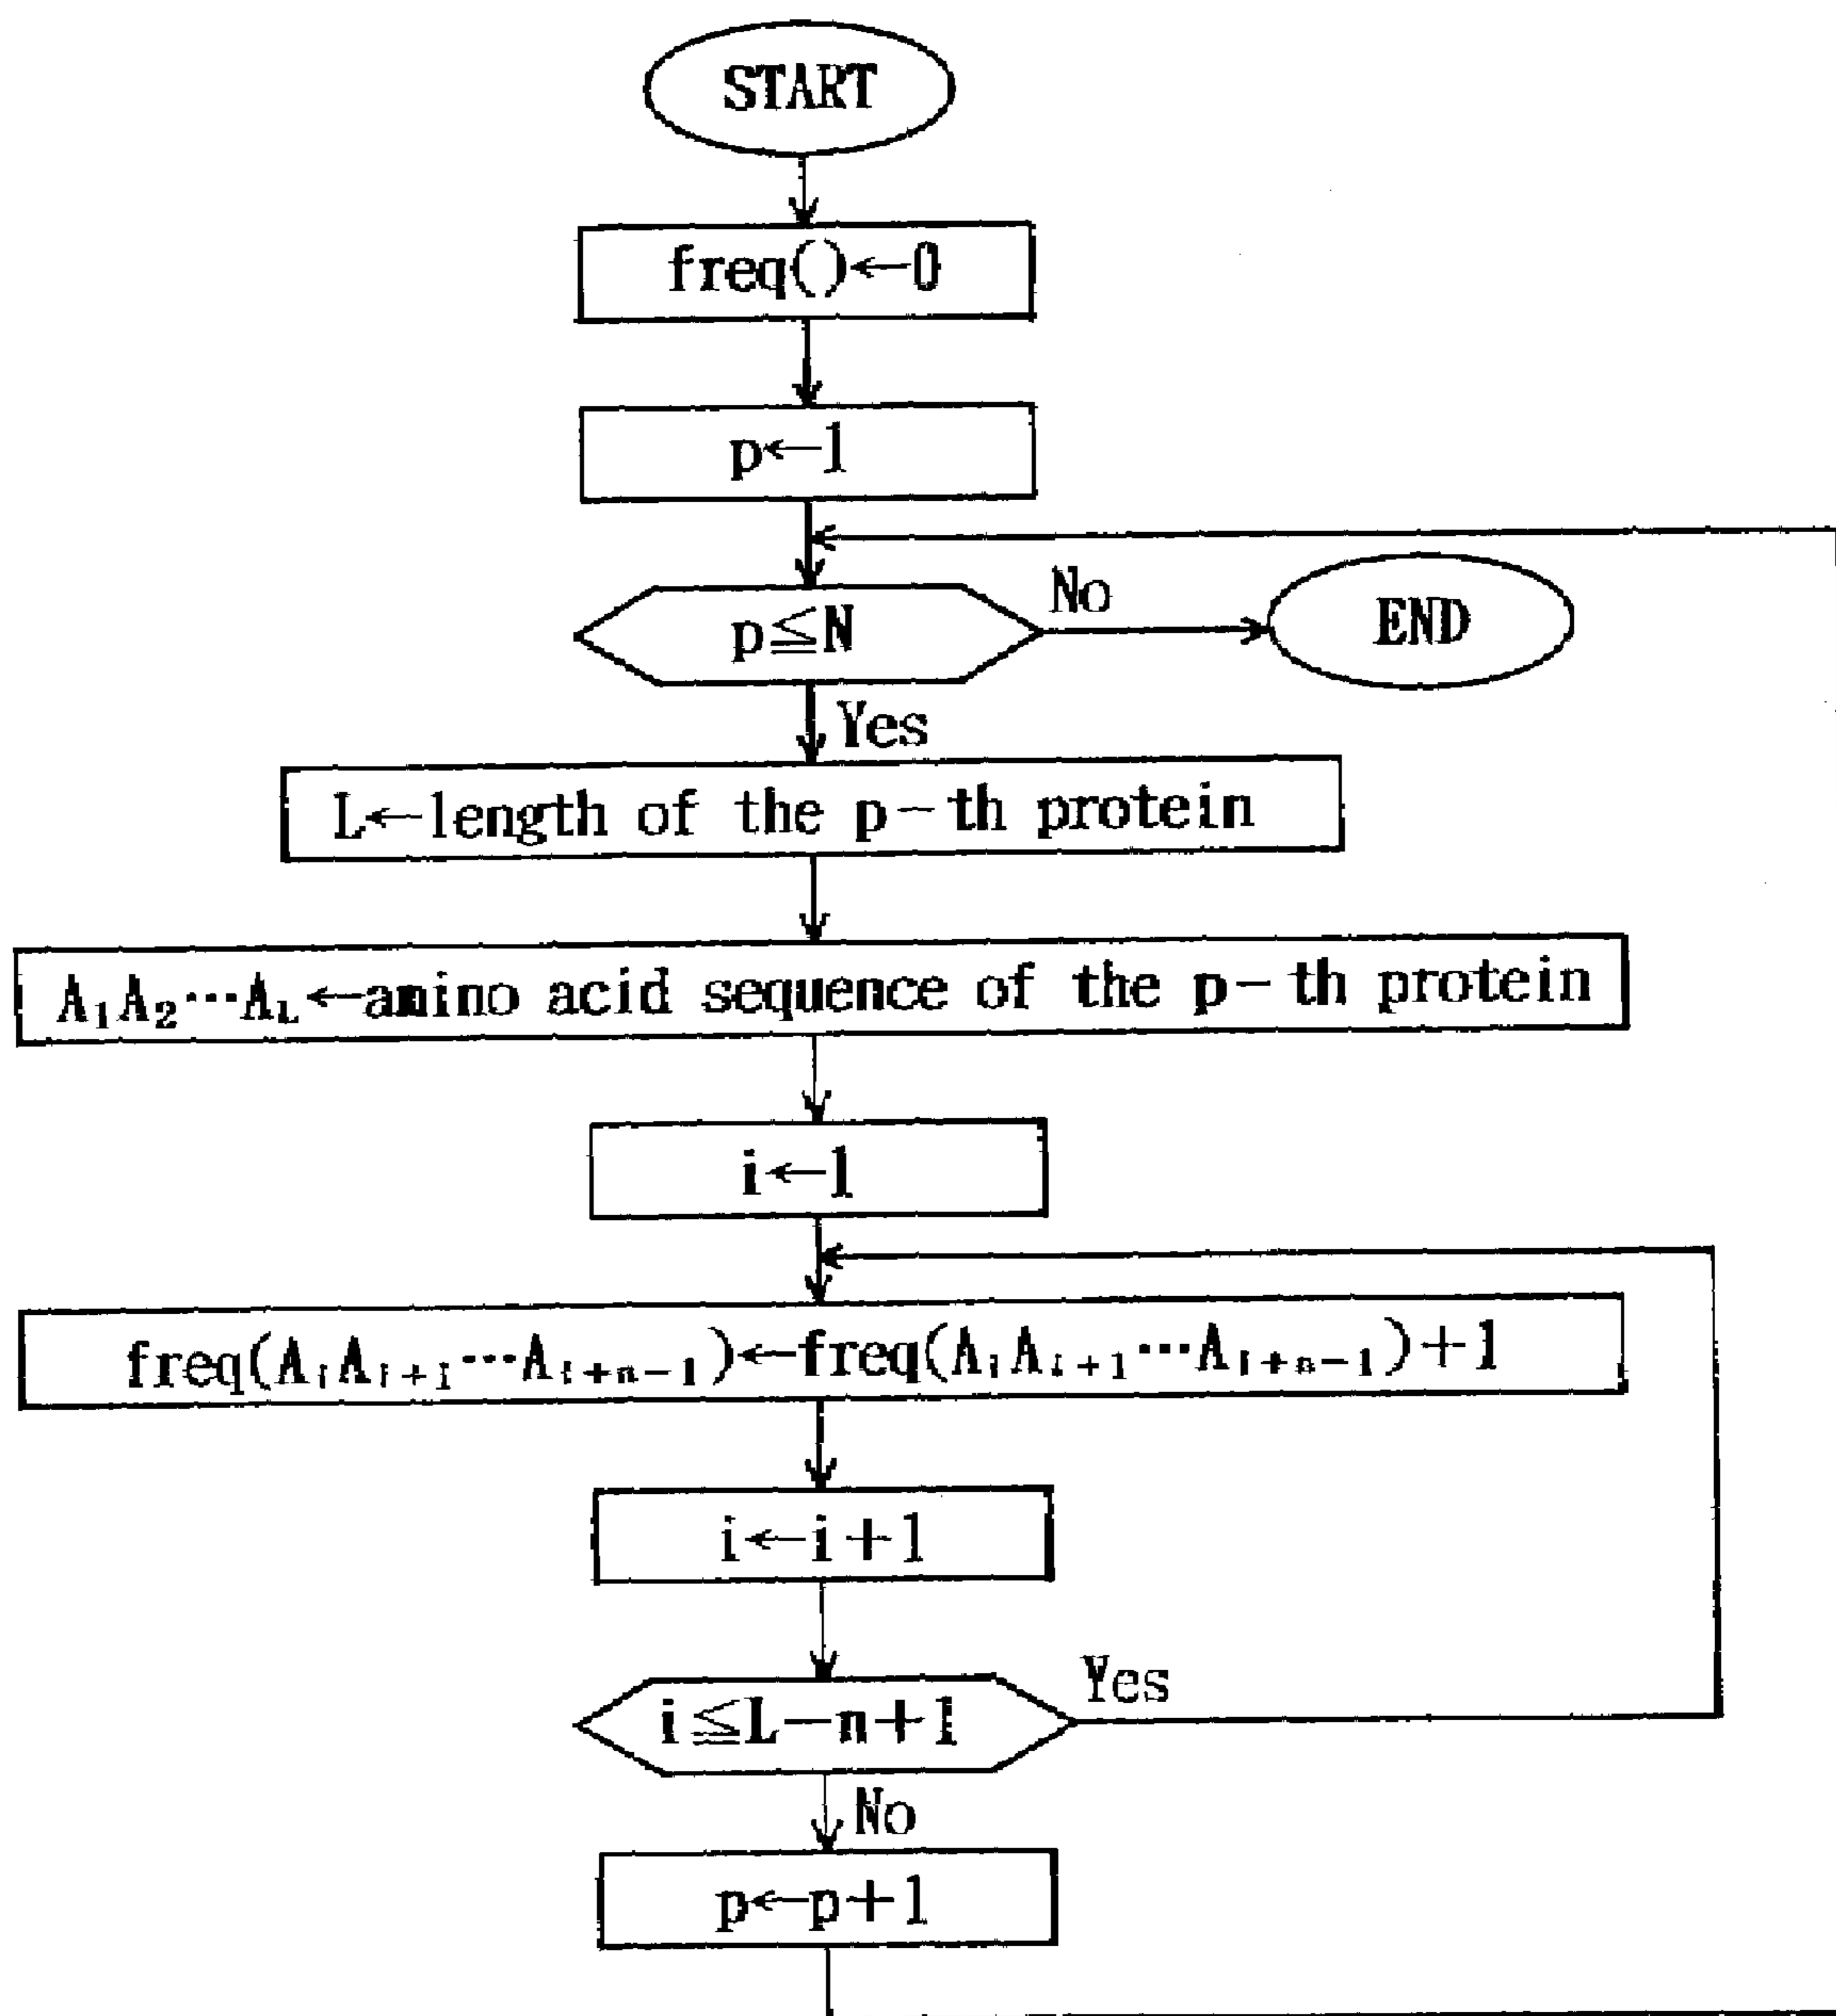 START
freq()←0
p←1
p≦N
No
END
Yes
L←length of the p-th protein
A₁A₂…A_L←amino acid sequence of the p-th protein
i←1
freq(AᵢAᵢ₊₁…Aᵢ₊ₙ₋₁)←freq(AᵢAᵢ₊₁…Aᵢ₊ₙ₋₁)+1
i←i+1
i≦L-n+1
Yes
No
p←p+1